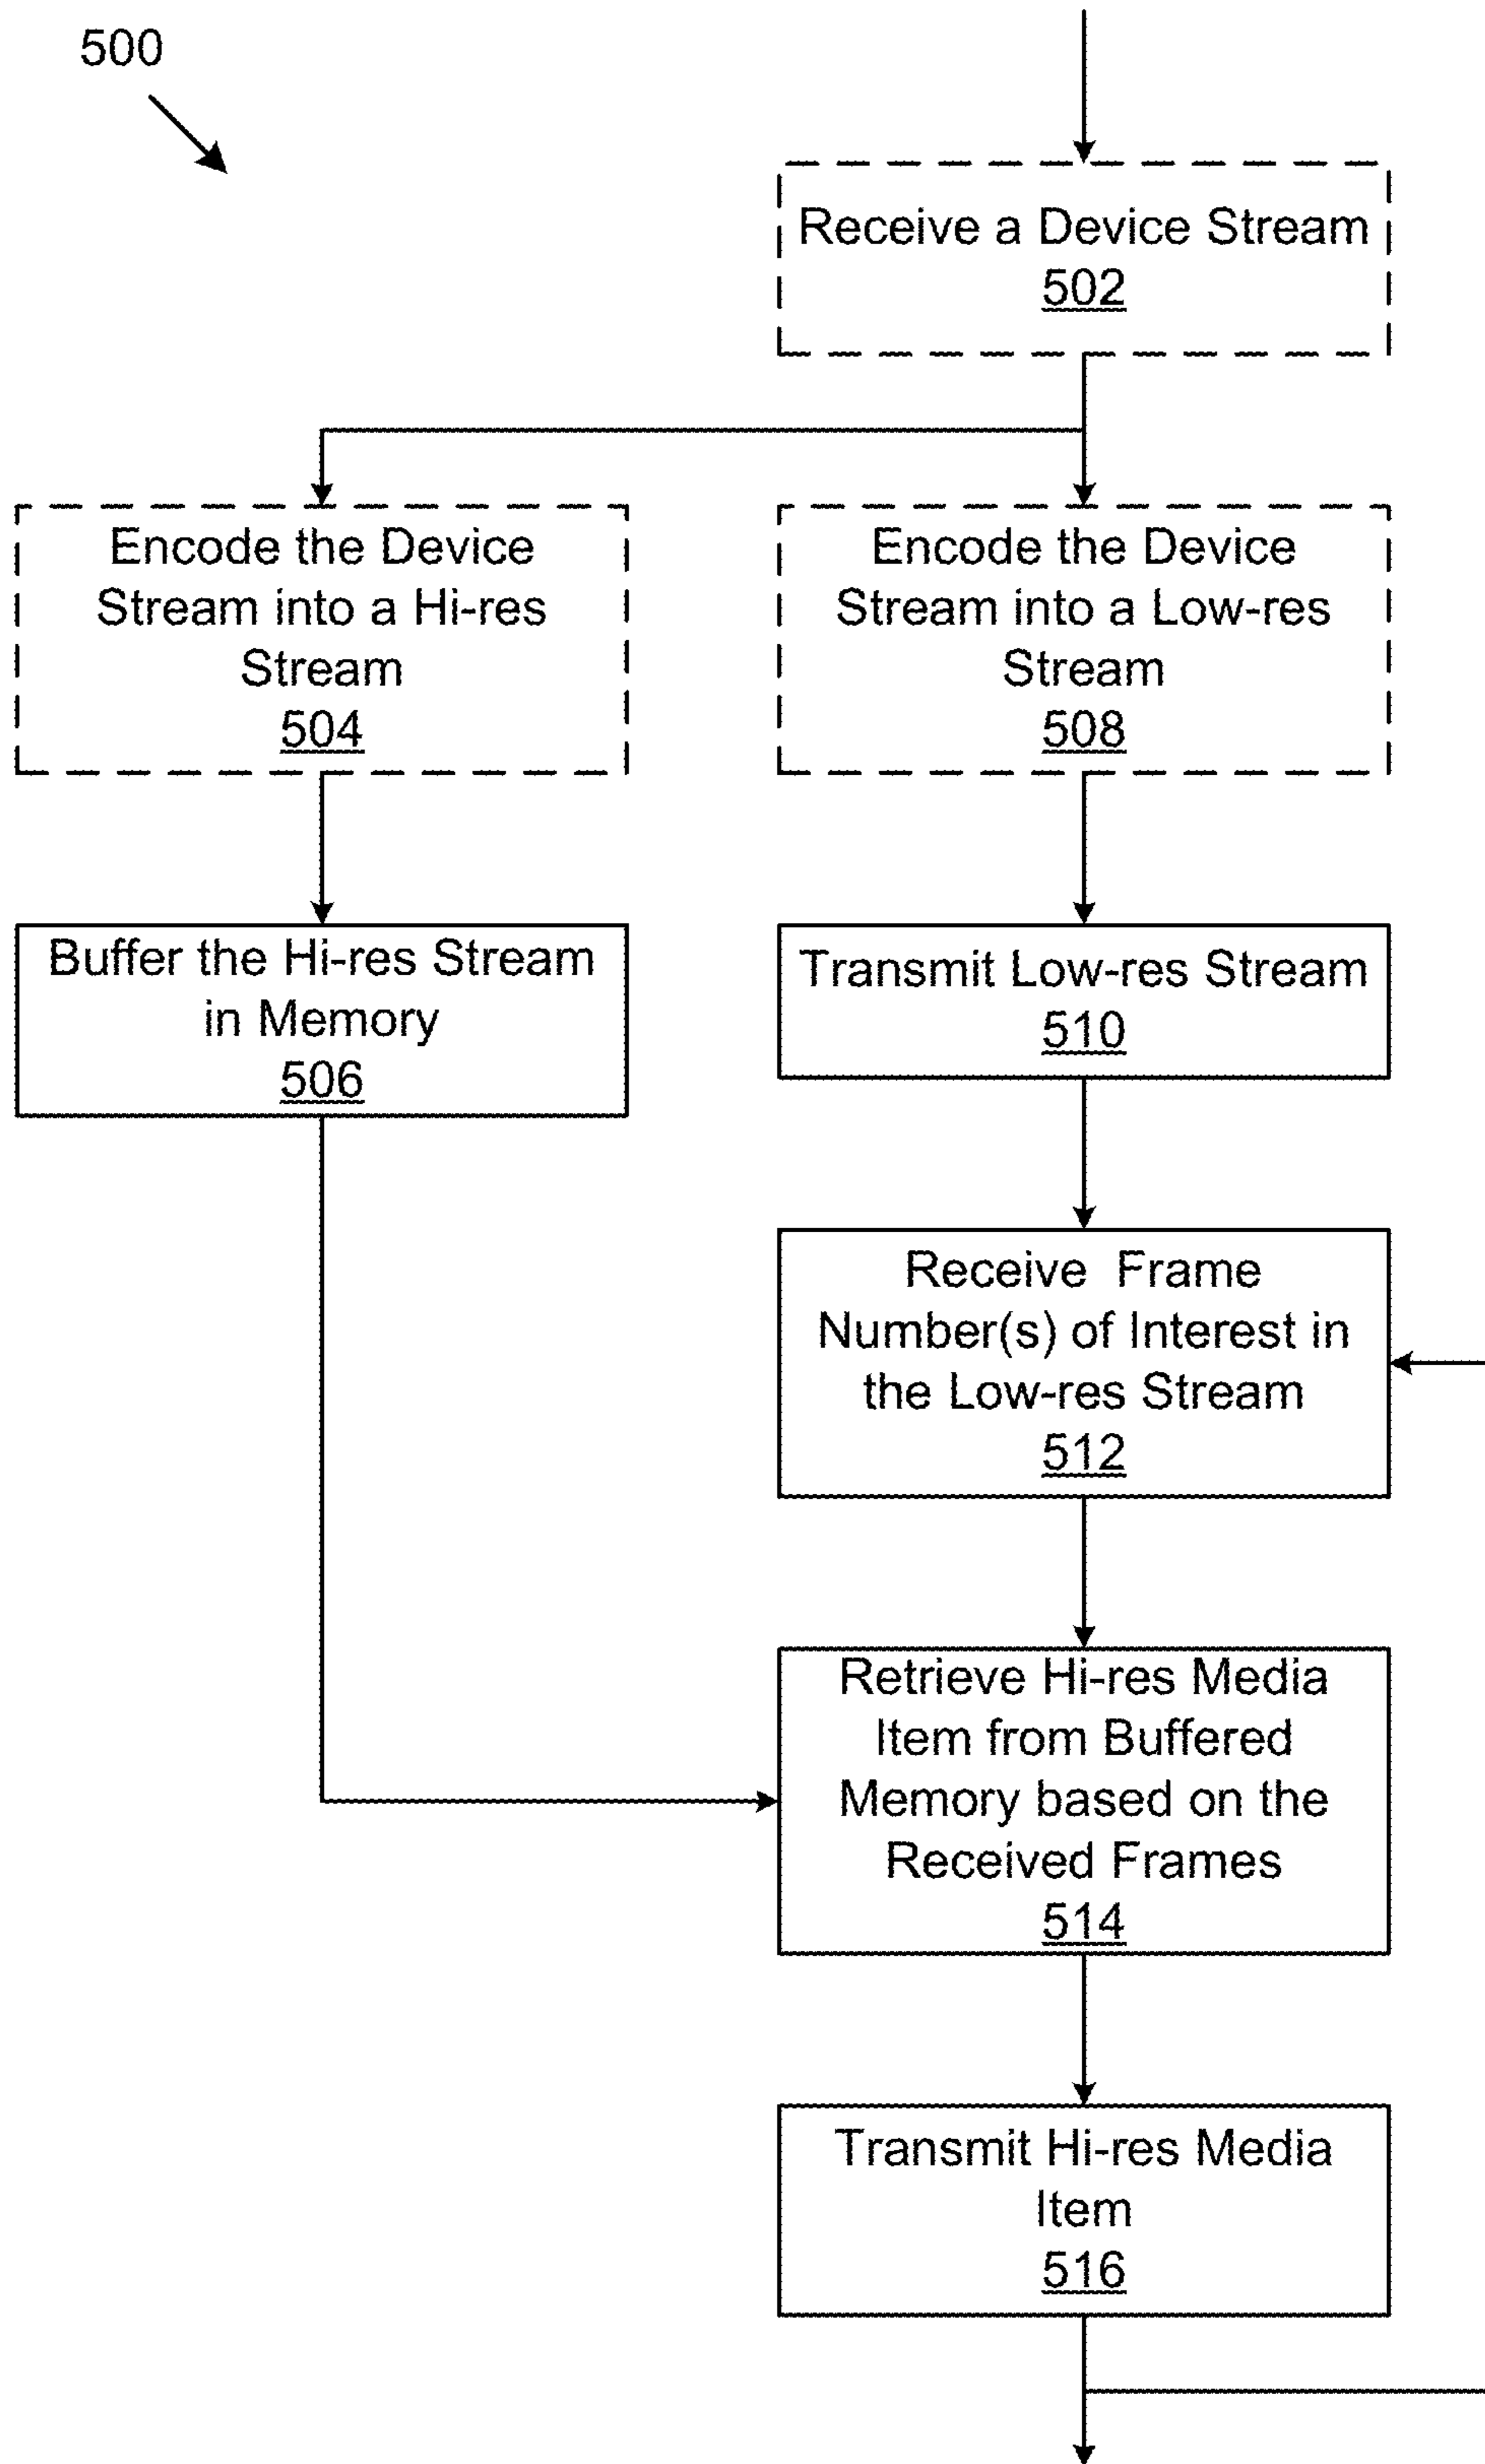 500
Receive a Device Stream
502
Encode the Device
Stream into a Hi-res
Stream
504
Encode the Device
Stream into a Low-res
Stream
508
Buffer the Hi-res Stream
in Memory
506
Transmit Low-res Stream
510
Receive Frame
Number(s) of Interest in
the Low-res Stream
512
Retrieve Hi-res Media
Item from Buffered
Memory based on the
Received Frames
514
Transmit Hi-res Media
Item
516